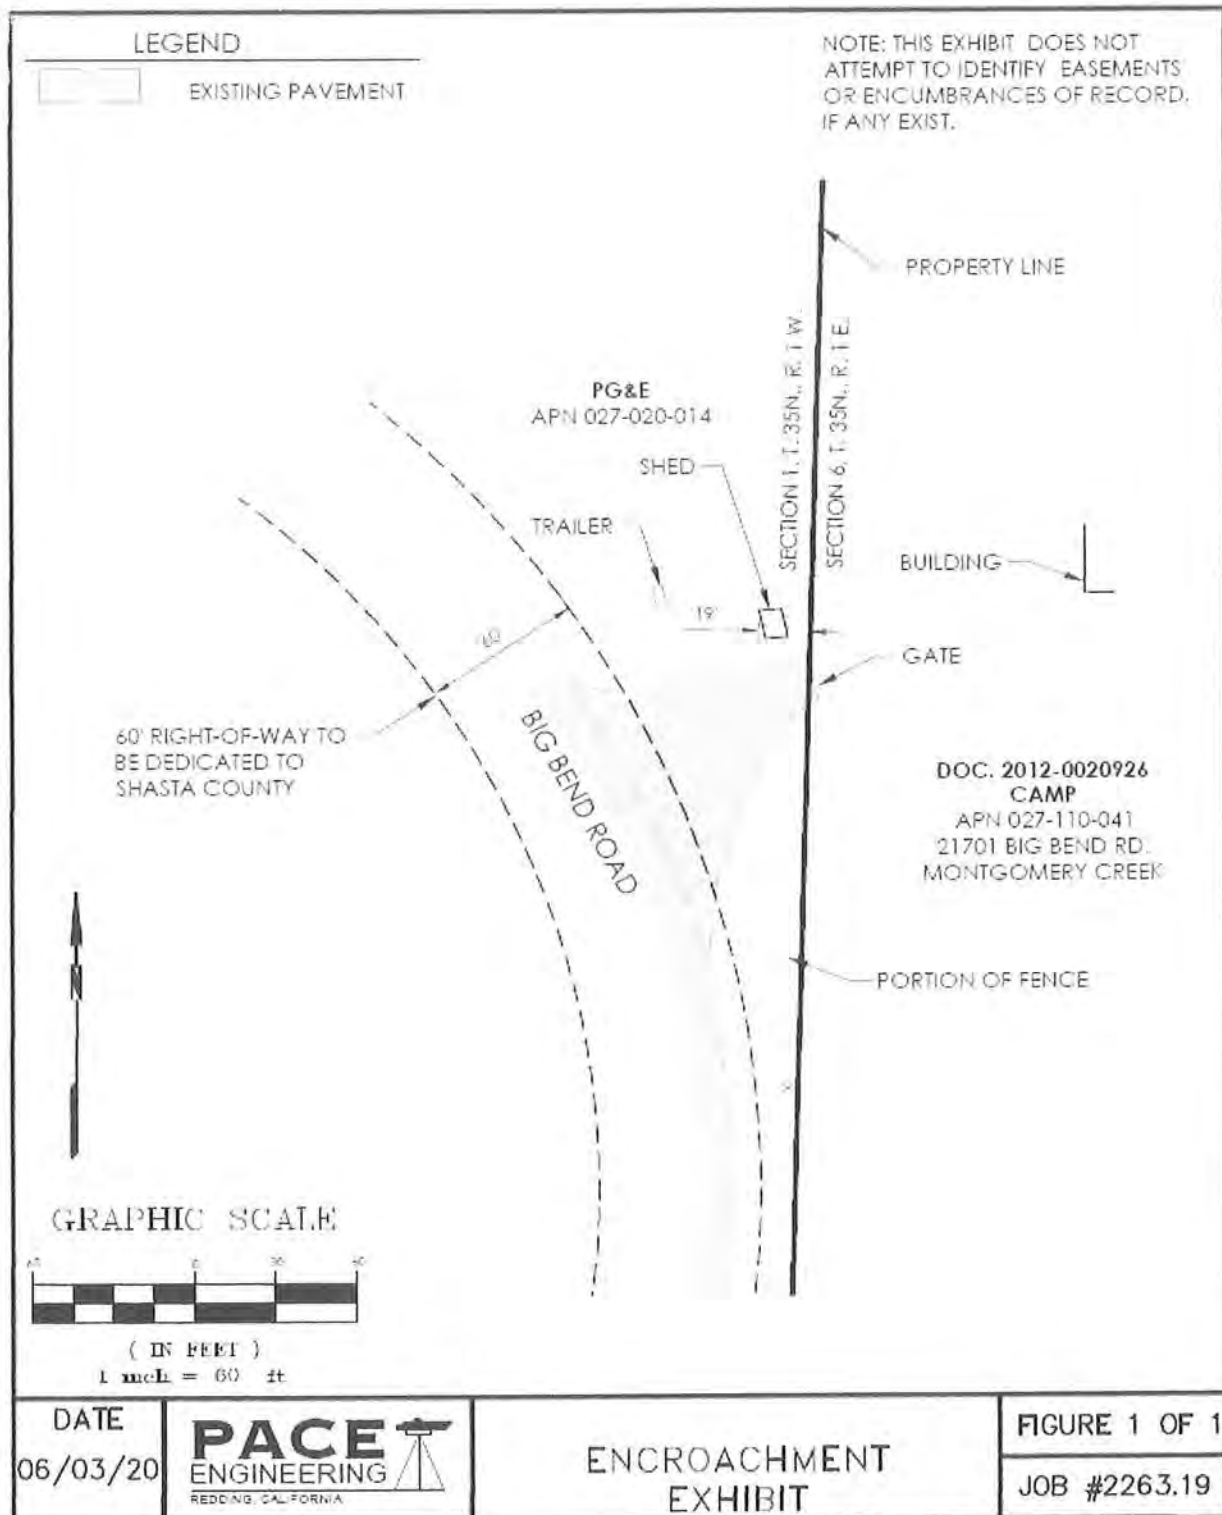 LEGEND
EXISTING PAVEMENT
NOTE: THIS EXHIBIT DOES NOT
ATTEMPT TO IDENTIFY EASEMENTS
OR ENCUMBRANCES OF RECORD,
IF ANY EXIST.
PROPERTY LINE
SECTION 1, T. 35N., R. 1 W.
SECTION 6, T. 35N., R. 1 E.
PG&E
APN 027-020-014
SHED
TRAILER
BUILDING
19'
60'
GATE
60' RIGHT-OF-WAY TO
BE DEDICATED TO
SHASTA COUNTY
BIG BEND ROAD
DOC. 2012-0020926
CAMP
APN 027-110-041
21701 BIG BEND RD.
MONTGOMERY CREEK
PORTION OF FENCE
N
GRAPHIC SCALE
60 0 30 60
( IN FEET )
1 inch = 60 ft
DATE
06/03/20
PACE
ENGINEERING
REDDING, CALIFORNIA
ENCROACHMENT
EXHIBIT
FIGURE 1 OF 1
JOB #2263.19